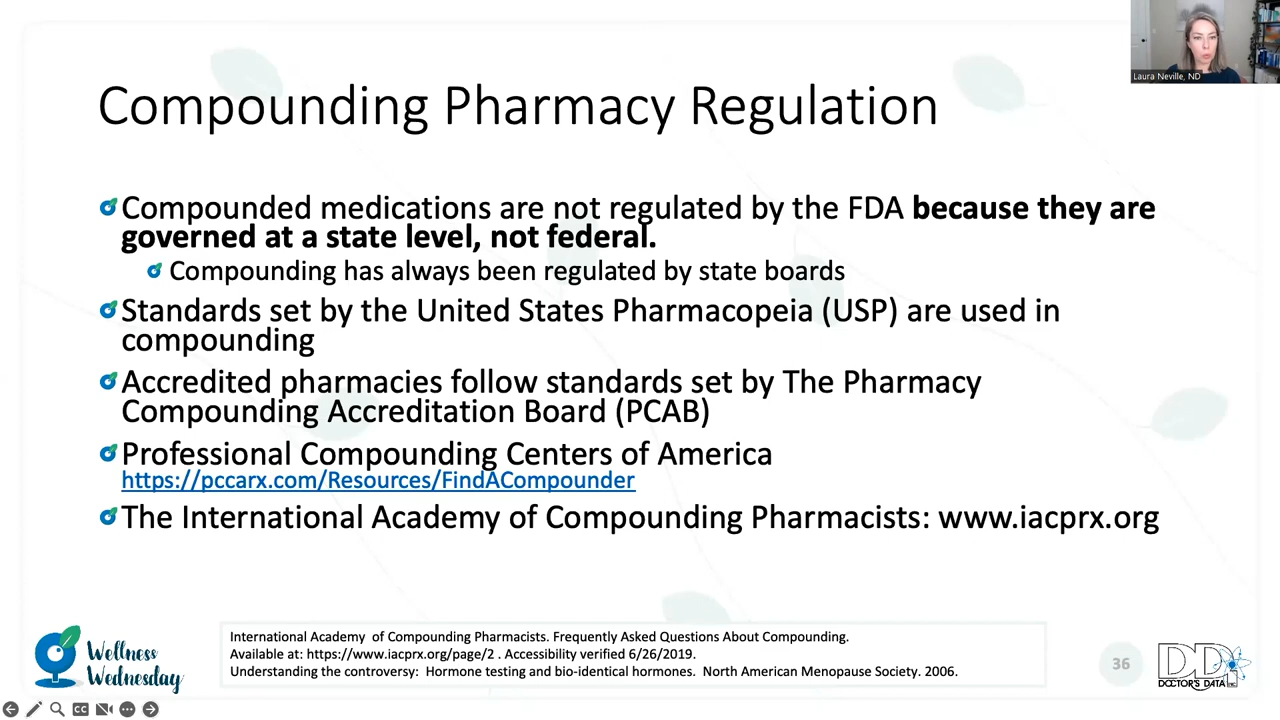 Laura Neville, ND
Compounding Pharmacy Regulation
Compounded medications are not regulated by the FDA because they are
governed at a state level, not federal.
Compounding has always been regulated by state boards
Standards set by the United States Pharmacopeia (USP) are used in
compounding
Accredited pharmacies follow standards set by The Pharmacy
Compounding Accreditation Board (PCAB)
Professional Compounding Centers of America
https://pccarx.com/Resources/FindACompounder
The International Academy of Compounding Pharmacists: www.iacprx.org
International Academy of Compounding Pharmacists. Frequently Asked Questions About Compounding.
Available at: https://www.iacprx.org/page/2 . Accessibility verified 6/26/2019.
Understanding the controversy: Hormone testing and bio-identical hormones. North American Menopause Society. 2006.
Wellness
Wednesday
36
DDI
DOCTOR'S DATA INC.
CC